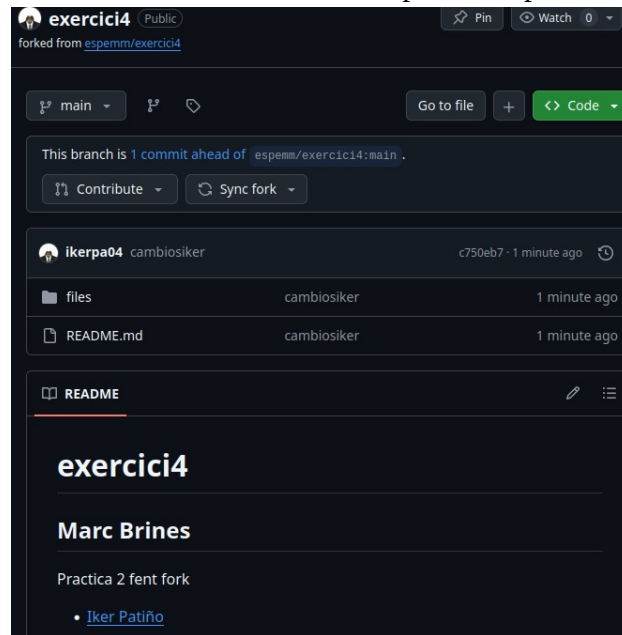 exercici4 Public
Pin
Watch 0
forked from espemm/exercici4
main
Go to file
Code
This branch is 1 commit ahead of espemm/exercici4:main .
Contribute
Sync fork
ikerpa04 cambiosiker c750eb7 · 1 minute ago
files cambiosiker 1 minute ago
README.md cambiosiker 1 minute ago
README
exercici4
Marc Brines
Practica 2 fent fork
Iker Patiño